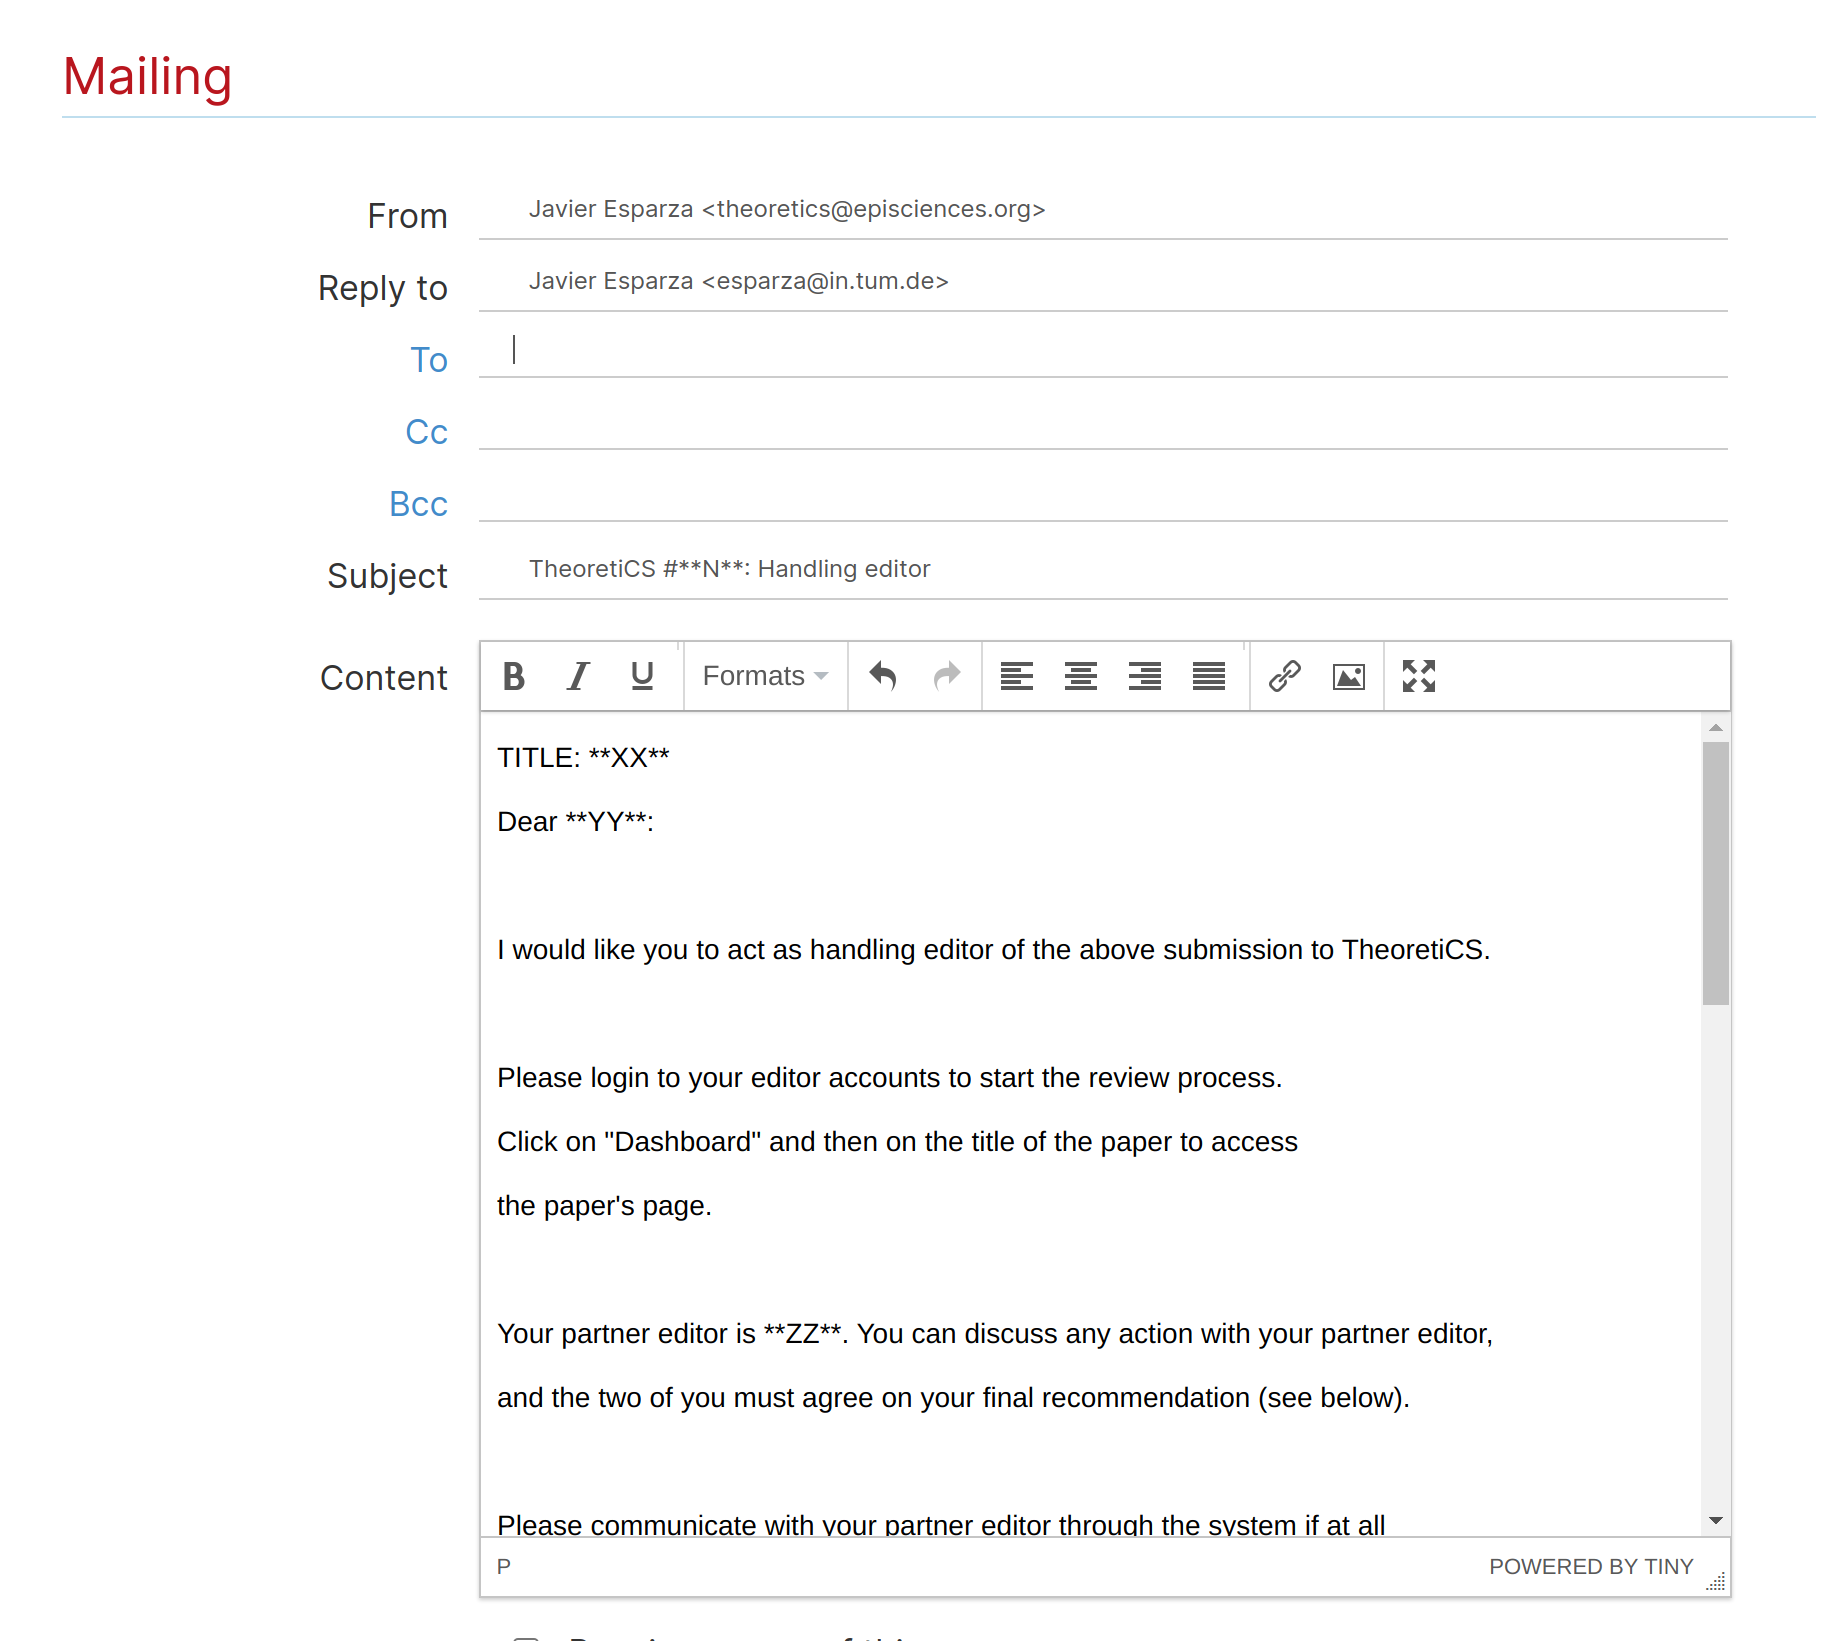 Mailing
From Javier Esparza <theoretics@episciences.org>
Reply to Javier Esparza <esparza@in.tum.de>
To
Cc
Bcc
Subject TheoretiCS #**N**: Handling editor
Content B I U Formats
TITLE: **XX**
Dear **YY**:
I would like you to act as handling editor of the above submission to TheoretiCS.
Please login to your editor accounts to start the review process.
Click on "Dashboard" and then on the title of the paper to access
the paper's page.
Your partner editor is **ZZ**. You can discuss any action with your partner editor,
and the two of you must agree on your final recommendation (see below).
Please communicate with your partner editor through the system if at all
P POWERED BY TINY